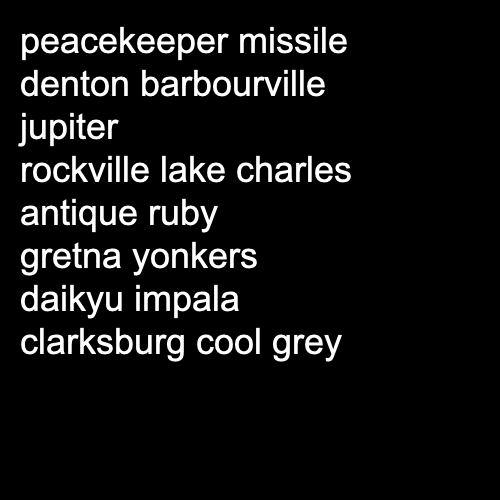 peacekeeper missile
denton barbourville
jupiter
rockville lake charles
antique ruby
gretna yonkers
daikyu impala
clarksburg cool grey